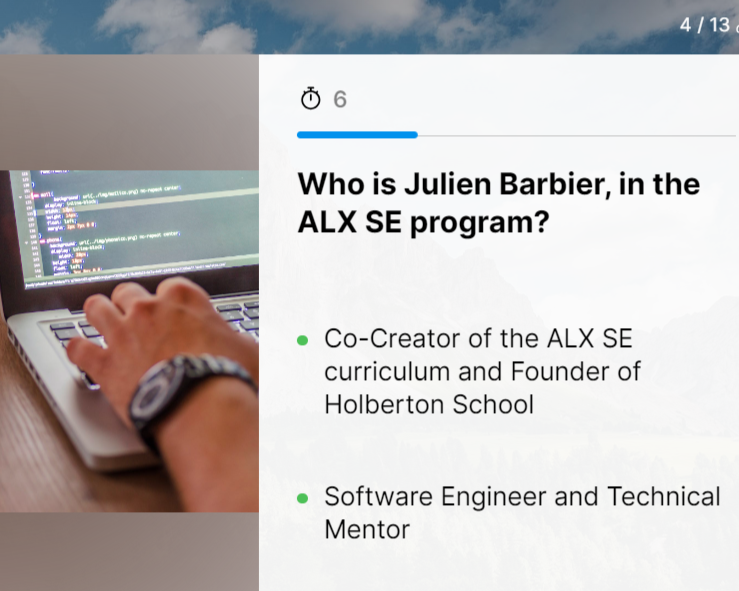 4 / 13
6
Who is Julien Barbier, in the
ALX SE program?
Co-Creator of the ALX SE
curriculum and Founder of
Holberton School
Software Engineer and Technical
Mentor